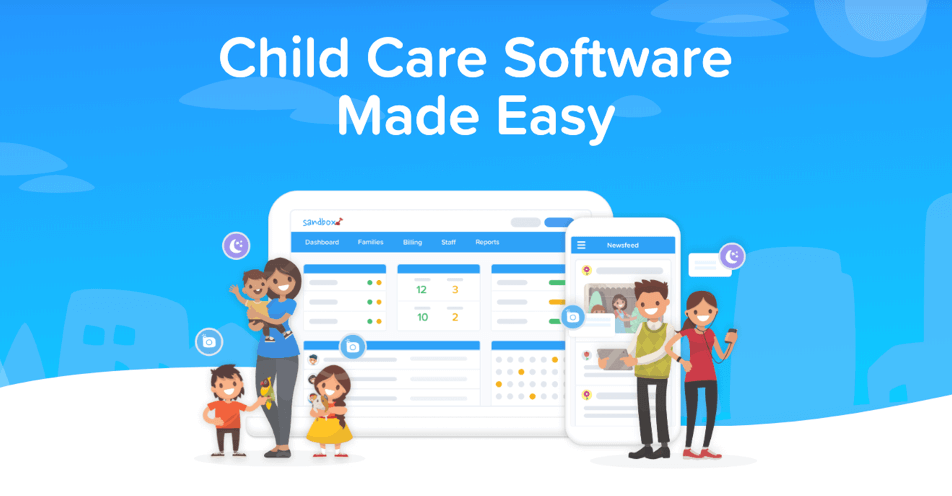 Child Care Software
Made Easy
sandbox
Dashboard Families Billing Staff Reports
Newsfeed
12 3
10 2